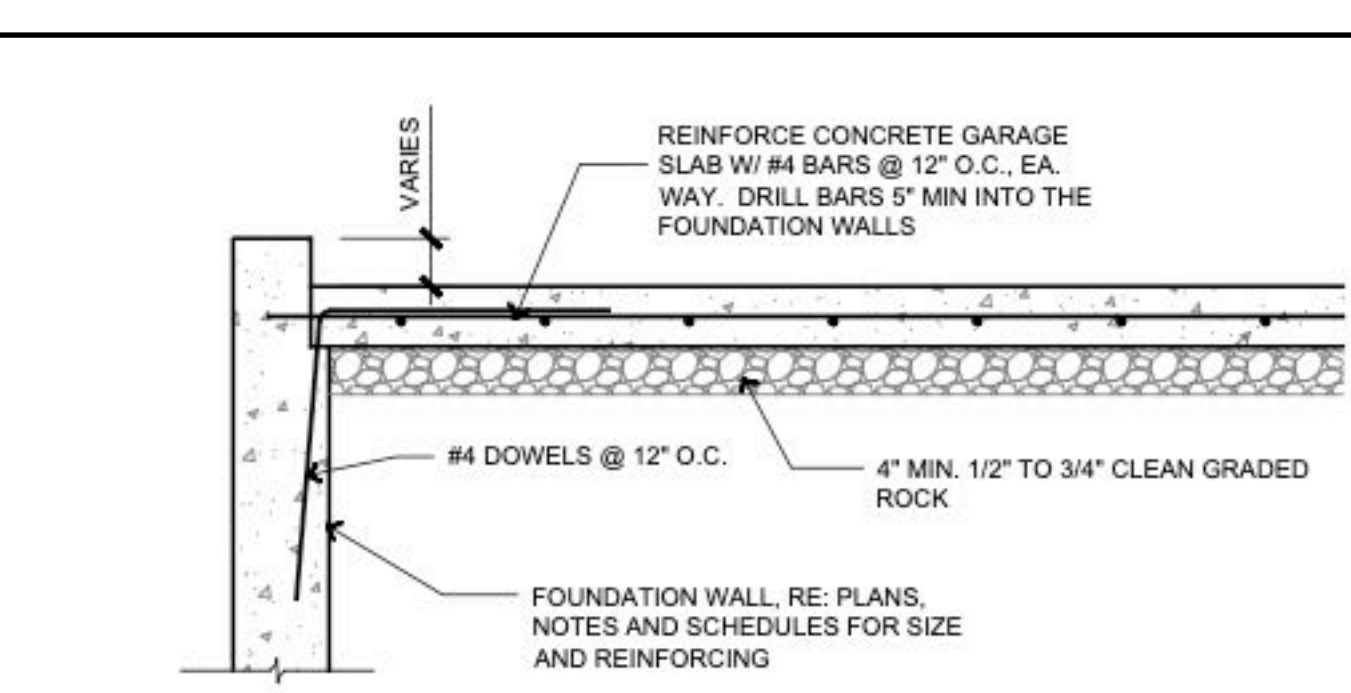 VARIES
REINFORCE CONCRETE GARAGE
SLAB W/ #4 BARS @ 12" O.C., EA.
WAY. DRILL BARS 5" MIN INTO THE
FOUNDATION WALLS
#4 DOWELS @ 12" O.C.
4" MIN. 1/2" TO 3/4" CLEAN GRADED
ROCK
FOUNDATION WALL, RE: PLANS,
NOTES AND SCHEDULES FOR SIZE
AND REINFORCING